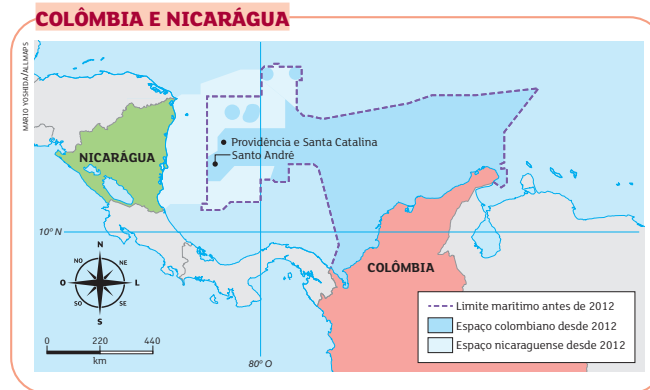 COLÔMBIA E NICARÁGUA
MARIO YOSHIDA/ALLMAPS
Providência e Santa Catalina
NICARÁGUA
Santo André
10° N
N
NO
NE
O
L
SO
SE
S
COLÔMBIA
0 220 440
km
80° O
Limite marítimo antes de 2012
Espaço colombiano desde 2012
Espaço nicaraguense desde 2012